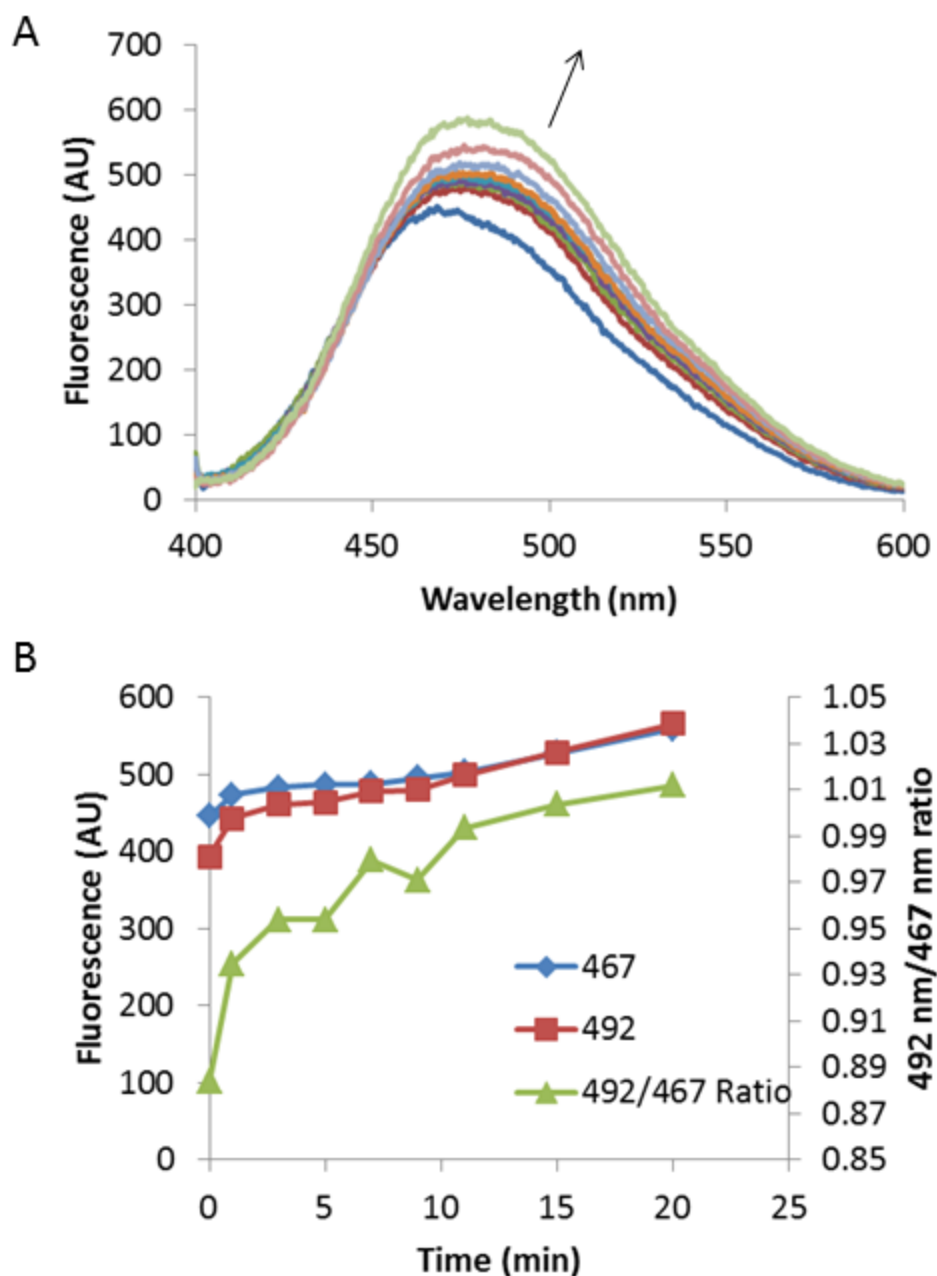 A
700
600
500
400
300
200
100
0
Fluorescence (AU)
400 450 500 550 600
Wavelength (nm)
B
600
500
400
300
200
100
0
Fluorescence (AU)
467
492
492/467 Ratio
1.05
1.03
1.01
0.99
0.97
0.95
0.93
0.91
0.89
0.87
0.85
492 nm/467 nm ratio
0 5 10 15 20 25
Time (min)